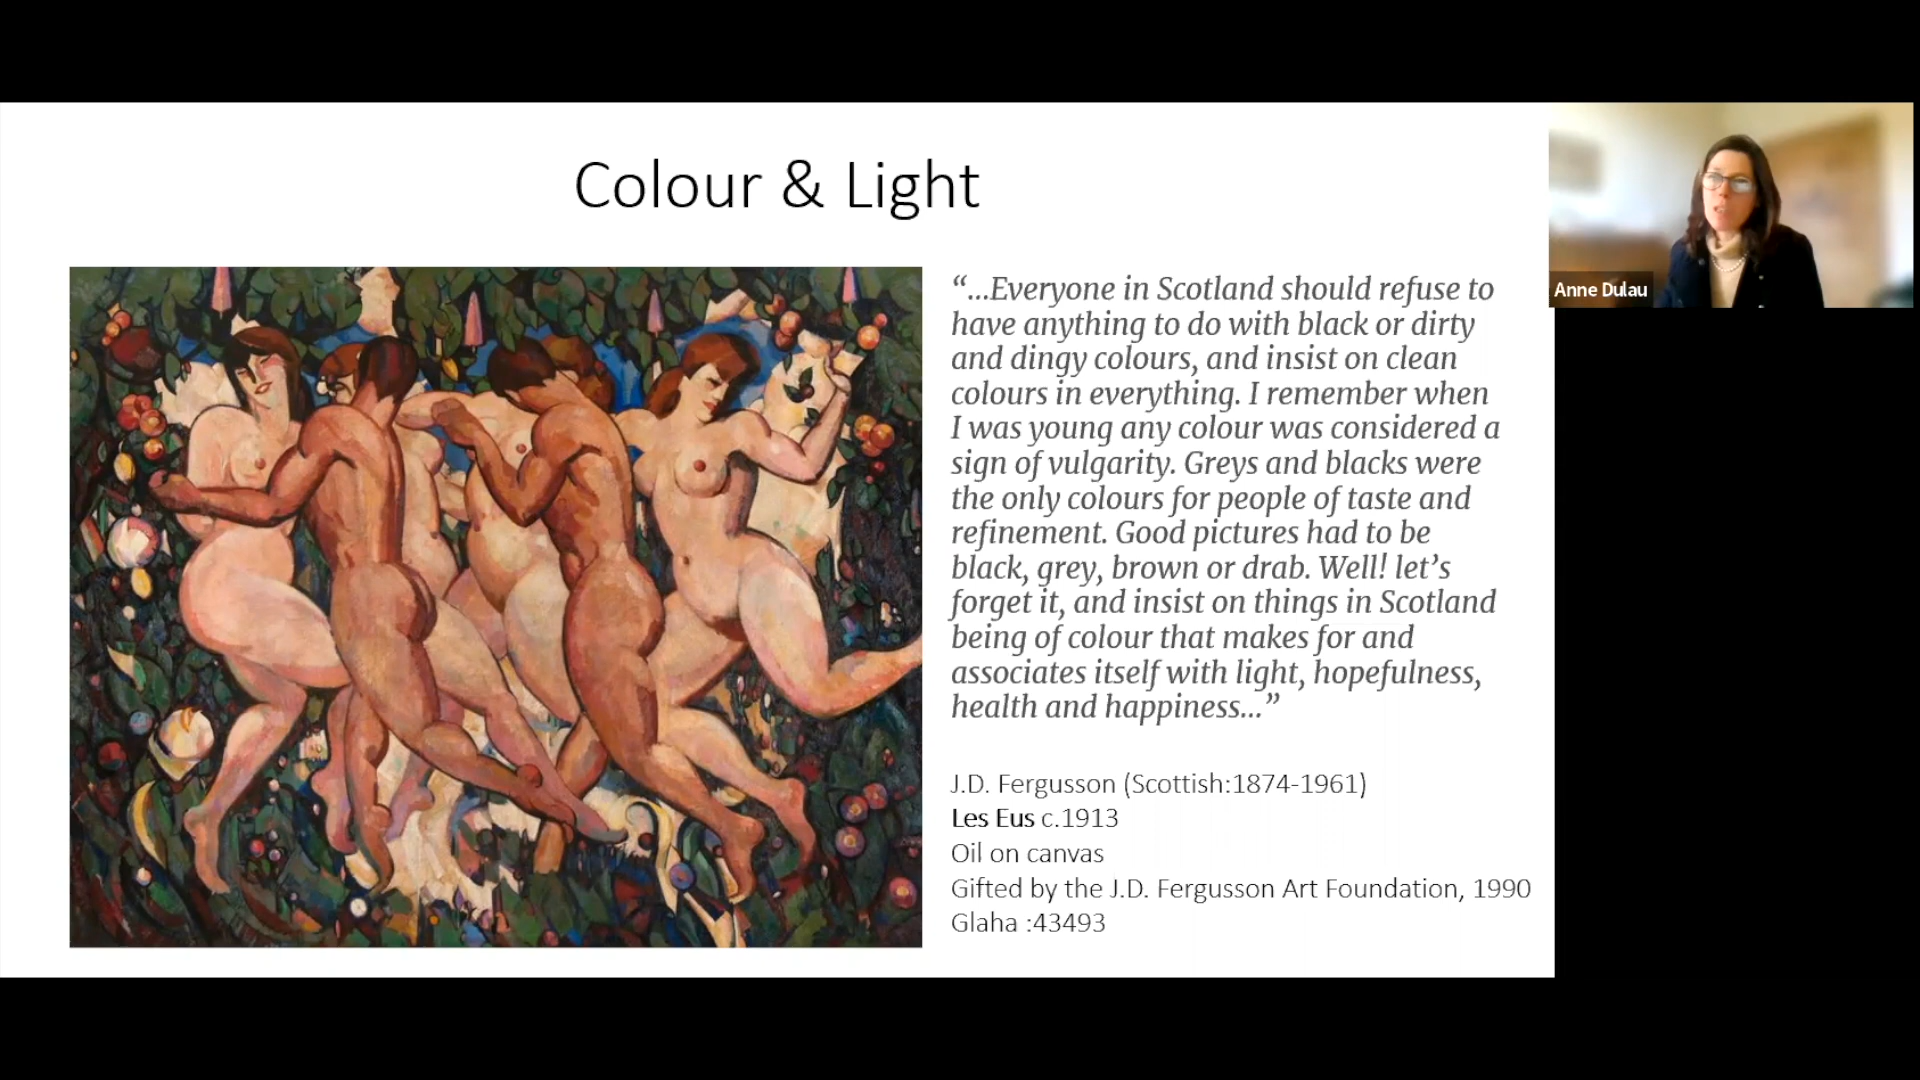 Colour & Light
“...Everyone in Scotland should refuse to
have anything to do with black or dirty
and dingy colours, and insist on clean
colours in everything. I remember when
I was young any colour was considered a
sign of vulgarity. Greys and blacks were
the only colours for people of taste and
refinement. Good pictures had to be
black, grey, brown or drab. Well! let’s
forget it, and insist on things in Scotland
being of colour that makes for and
associates itself with light, hopefulness,
health and happiness...”
J.D. Fergusson (Scottish:1874-1961)
Les Eus c.1913
Oil on canvas
Gifted by the J.D. Fergusson Art Foundation, 1990
Glaha :43493
Anne Dulau